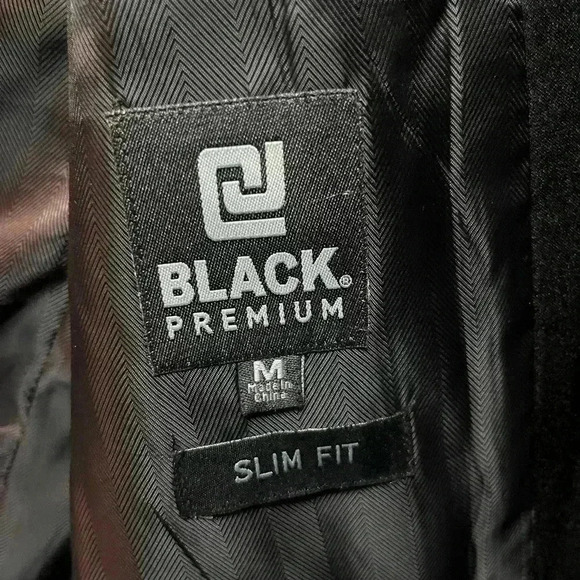 BLACK®
PREMIUM
M
Made in
China
SLIM FIT